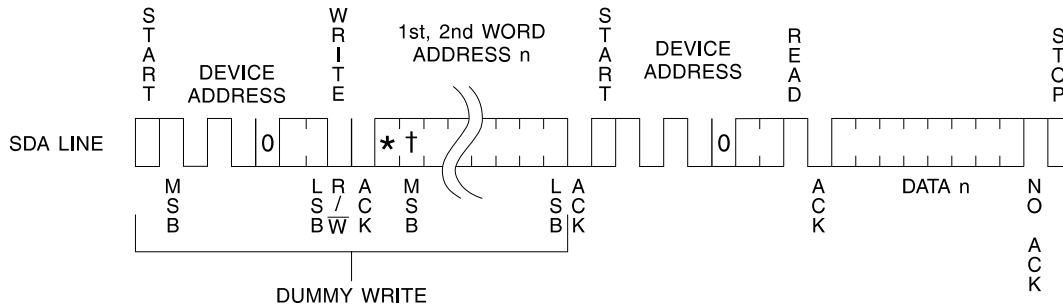 START
WRITE
1st, 2nd WORD
ADDRESS n
START
READ
STOP
DEVICE
ADDRESS
DEVICE
ADDRESS
SDA LINE
0
* †
0
MSB
LSB
R/W
ACK
MSB
LSB
ACK
ACK
DATA n
NO ACK
DUMMY WRITE